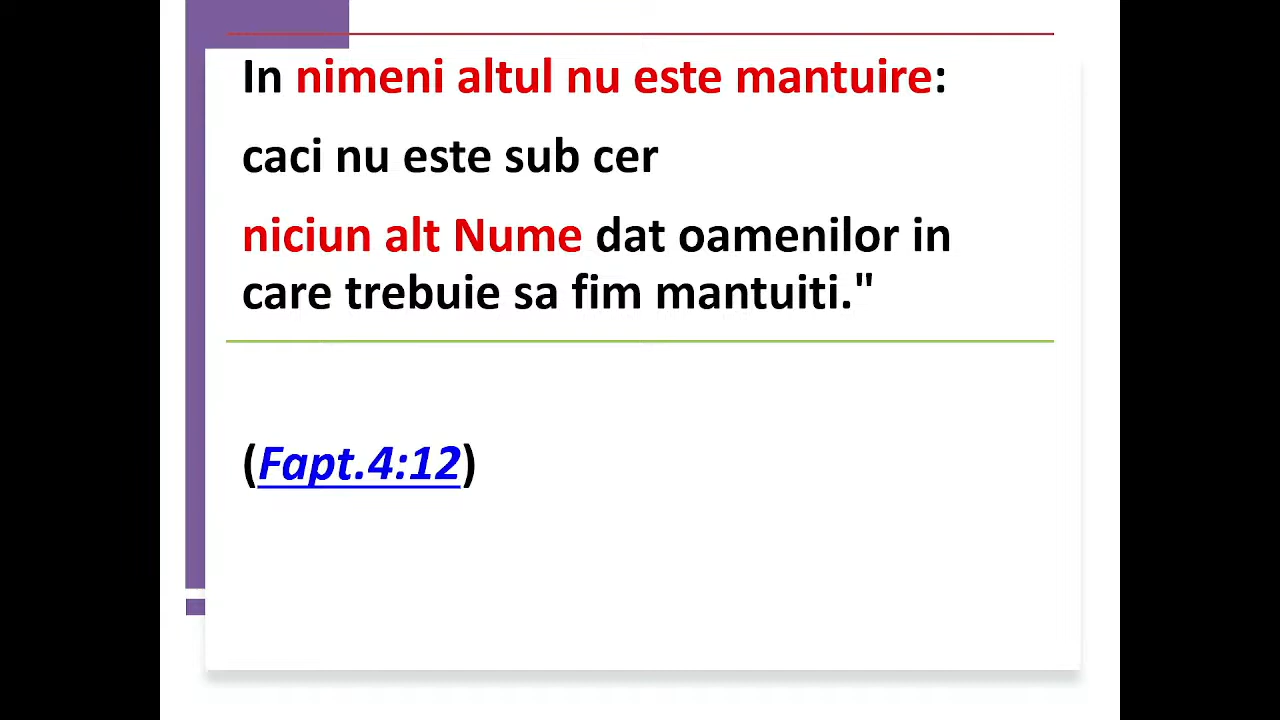 In nimeni altul nu este mantuire:
caci nu este sub cer
niciun alt Nume dat oamenilor in
care trebuie sa fim mantuiti."
(Fapt.4:12)